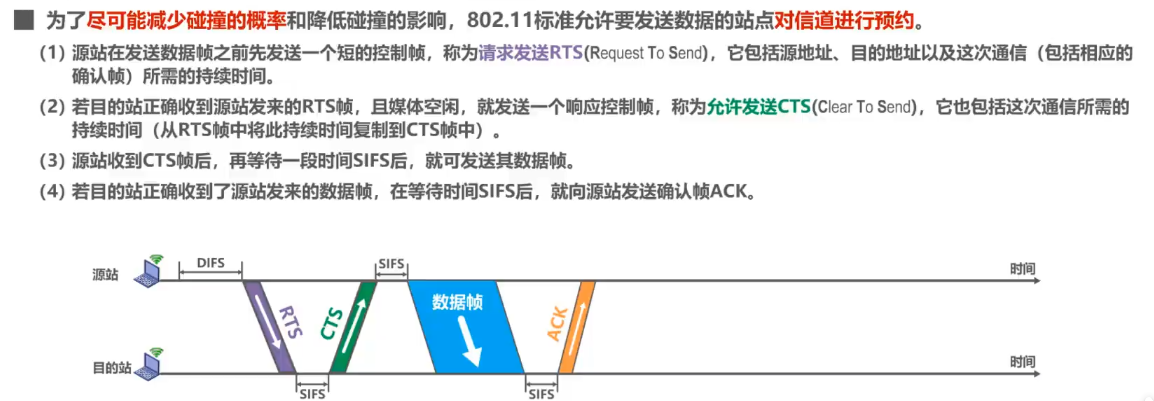 为了尽可能减少碰撞的概率和降低碰撞的影响，802.11标准允许要发送数据的站点对信道进行预约。
(1) 源站在发送数据帧之前先发送一个短的控制帧，称为请求发送RTS(Request To Send)，它包括源地址、目的地址以及这次通信（包括相应的
确认帧）所需的持续时间。
(2) 若目的站正确收到源站发来的RTS帧，且媒体空闲，就发送一个响应控制帧，称为允许发送CTS(Clear To Send)，它也包括这次通信所需的
持续时间（从RTS帧中将此持续时间复制到CTS帧中）。
(3) 源站收到CTS帧后，再等待一段时间SIFS后，就可发送其数据帧。
(4) 若目的站正确收到了源站发来的数据帧，在等待时间SIFS后，就向源站发送确认帧ACK。
DIFS
SIFS
源站
时间
RTS
CTS
数据帧
ACK
目的站
时间
SIFS
SIFS